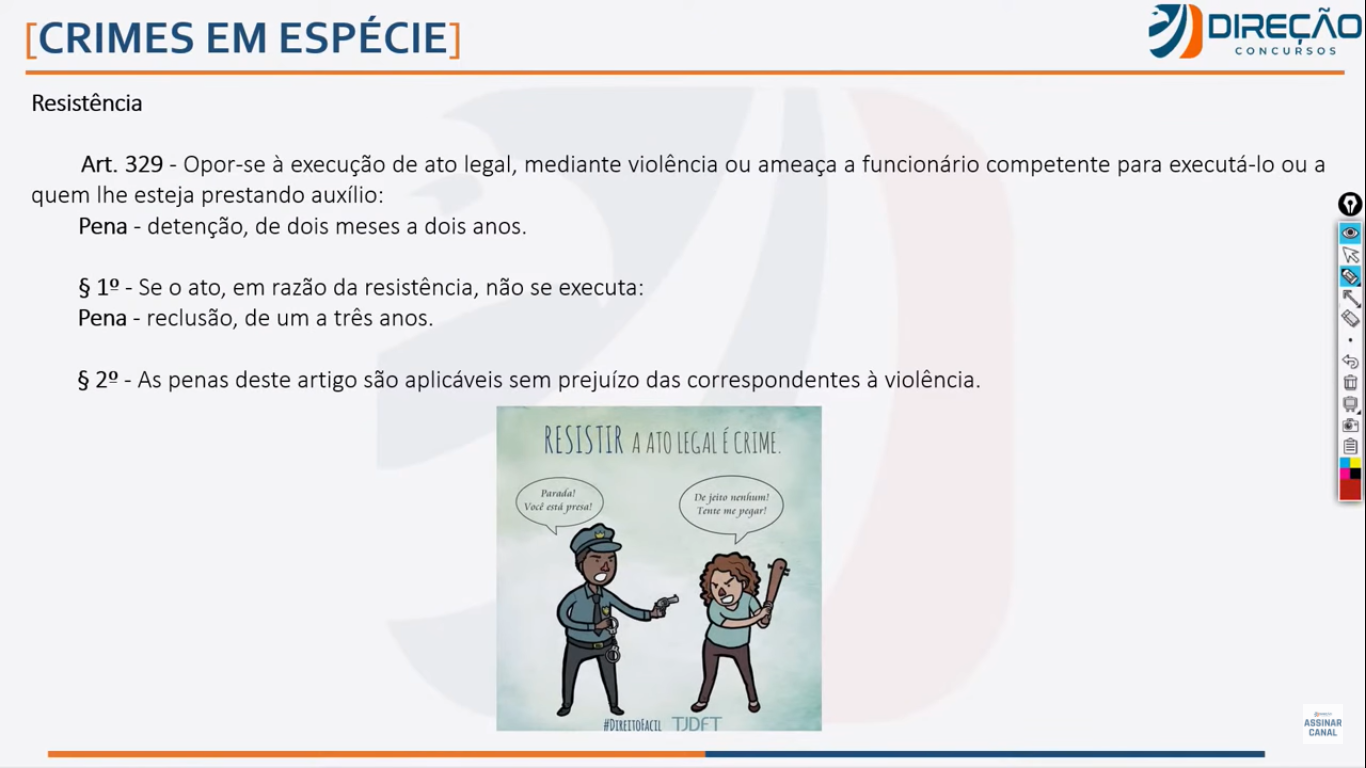 [CRIMES EM ESPÉCIE]
DIREÇÃO
CONCURSOS
Resistência
Art. 329 - Opor-se à execução de ato legal, mediante violência ou ameaça a funcionário competente para executá-lo ou a
quem lhe esteja prestando auxílio:
Pena - detenção, de dois meses a dois anos.
§ 1º - Se o ato, em razão da resistência, não se executa:
Pena - reclusão, de um a três anos.
§ 2º - As penas deste artigo são aplicáveis sem prejuízo das correspondentes à violência.
RESISTIR A ATO LEGAL É CRIME.
Parada!
Você está presa!
De jeito nenhum!
Tente me pegar!
#DIREITOFACIL TJDFT
ASSINAR
CANAL